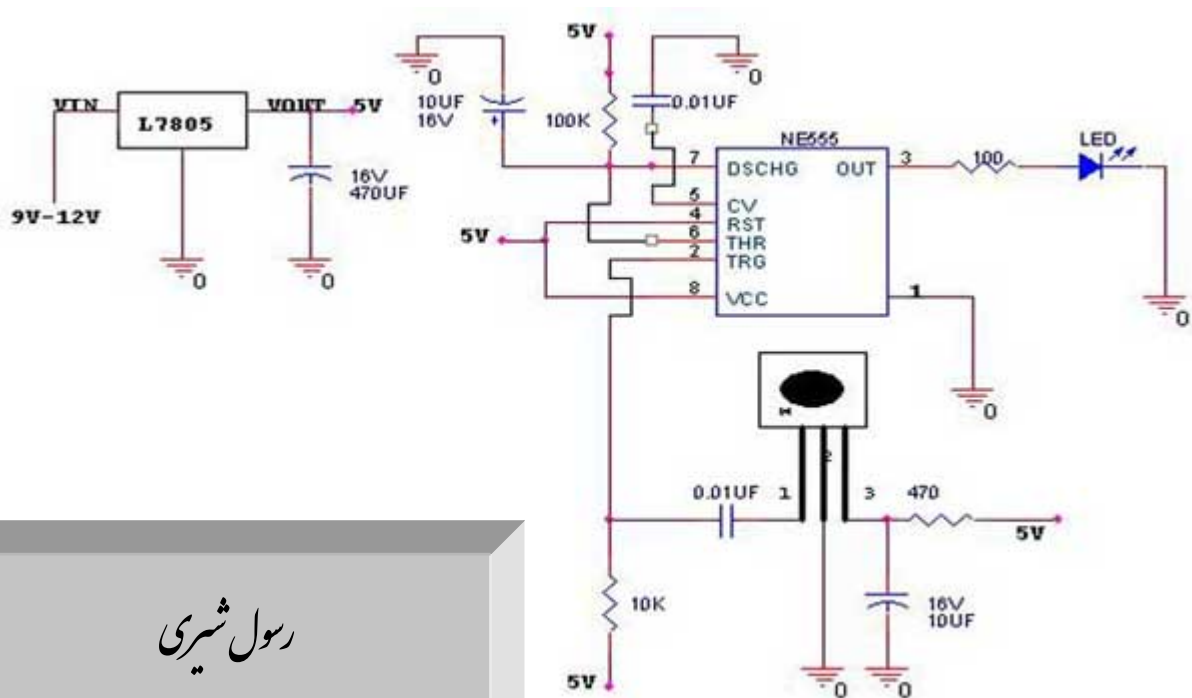 5V
0
0
10UF
16V
100K
0.01UF
VIN
L7805
VOUT
5V
16V
470UF
9V-12V
0
0
NE555
LED
7
DSCHG
OUT
3
100
5
CV
4
RST
6
THR
2
TRG
8
VCC
1
5V
0
0
0.01UF
1
2
3
470
5V
10K
16V
10UF
5V
0
0
رسول شیری